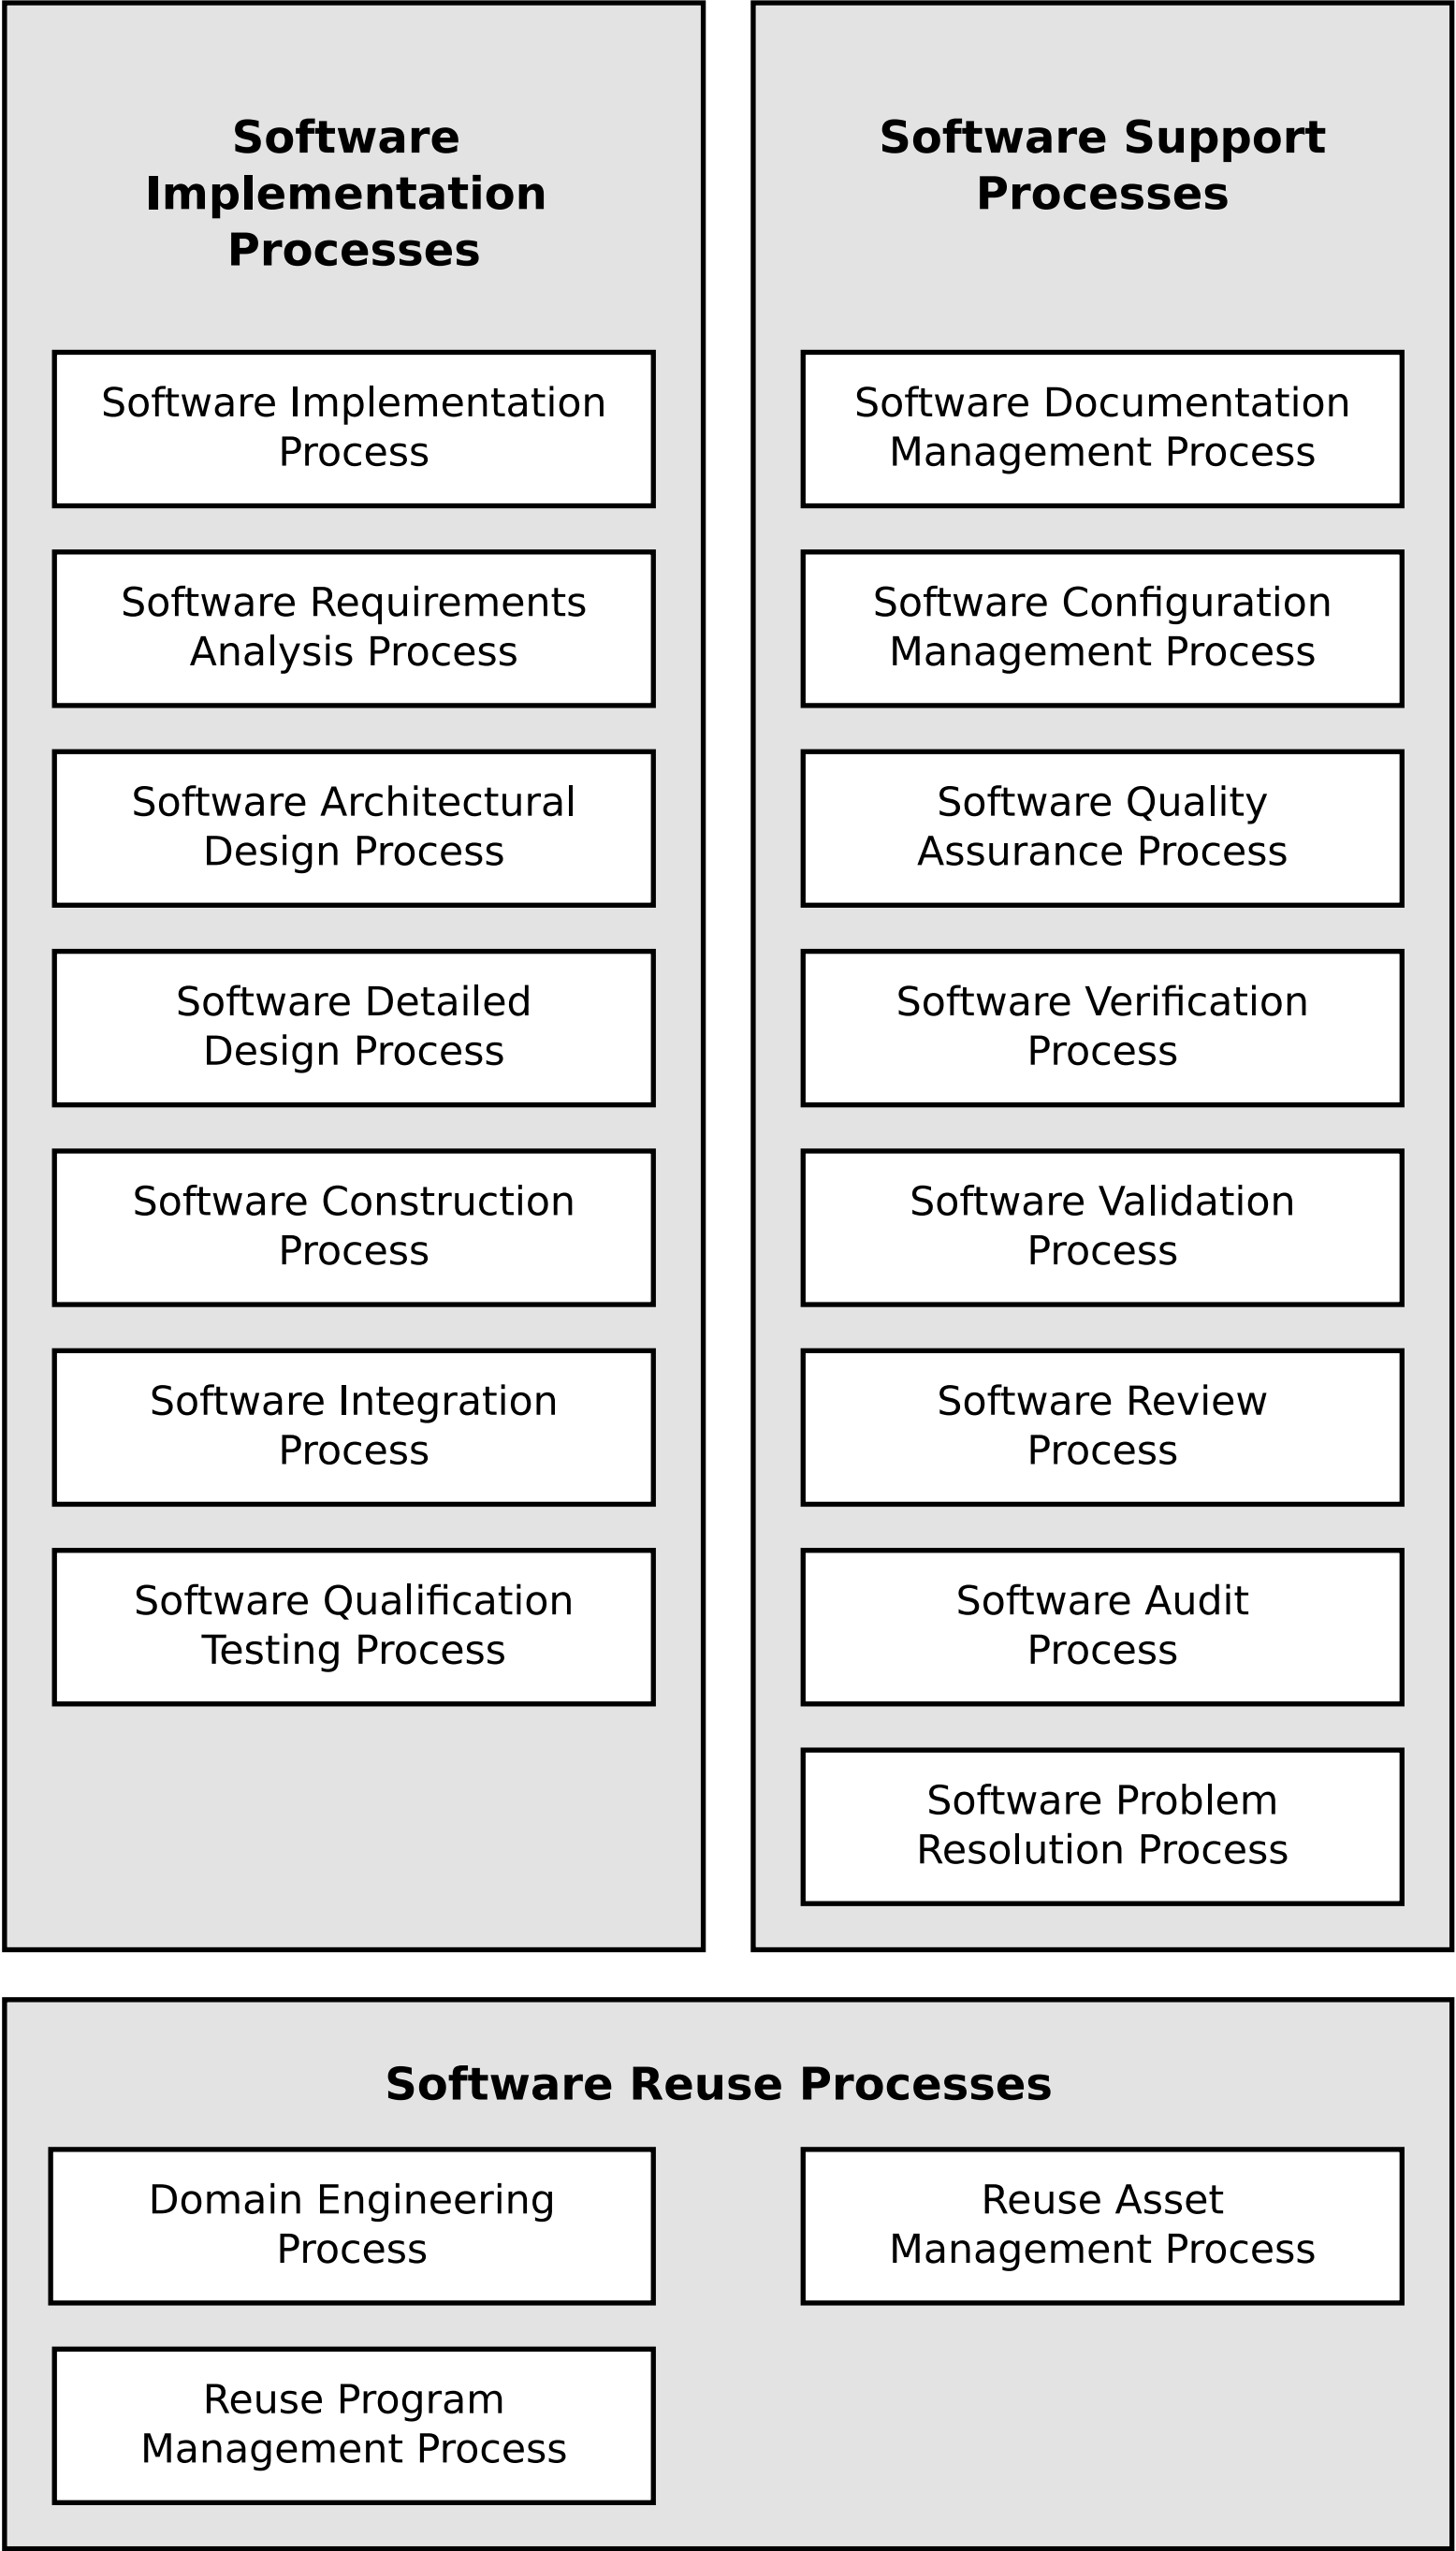 Software
Implementation
Processes
Software Implementation
Process
Software Requirements
Analysis Process
Software Architectural
Design Process
Software Detailed
Design Process
Software Construction
Process
Software Integration
Process
Software Qualification
Testing Process
Software Support
Processes
Software Documentation
Management Process
Software Configuration
Management Process
Software Quality
Assurance Process
Software Verification
Process
Software Validation
Process
Software Review
Process
Software Audit
Process
Software Problem
Resolution Process
Software Reuse Processes
Domain Engineering
Process
Reuse Asset
Management Process
Reuse Program
Management Process